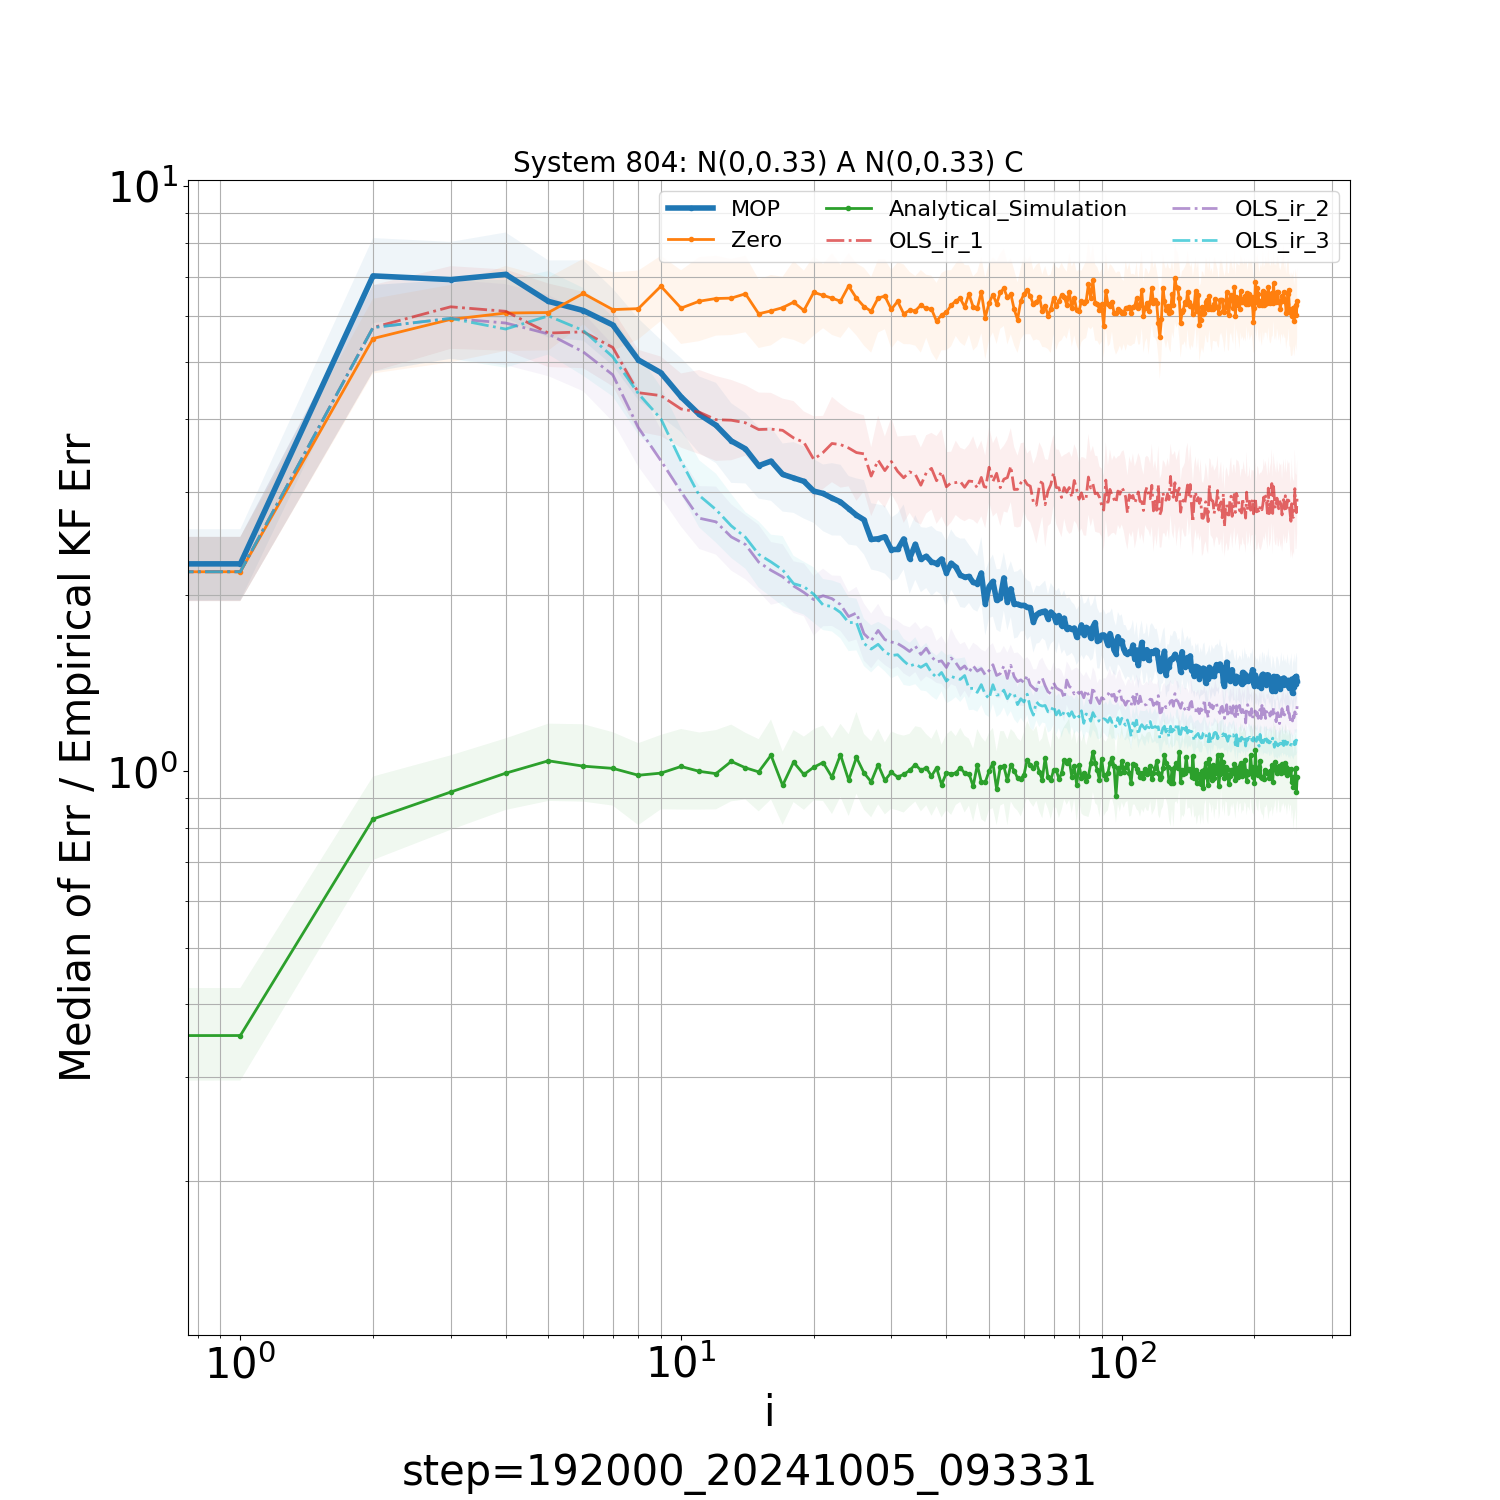 System 804: N(0,0.33) A N(0,0.33) C
MOP
Zero
Analytical_Simulation
OLS_ir_1
OLS_ir_2
OLS_ir_3
Median of Err / Empirical KF Err
10¹
10⁰
10⁰ 10¹ 10²
i
step=192000_20241005_093331